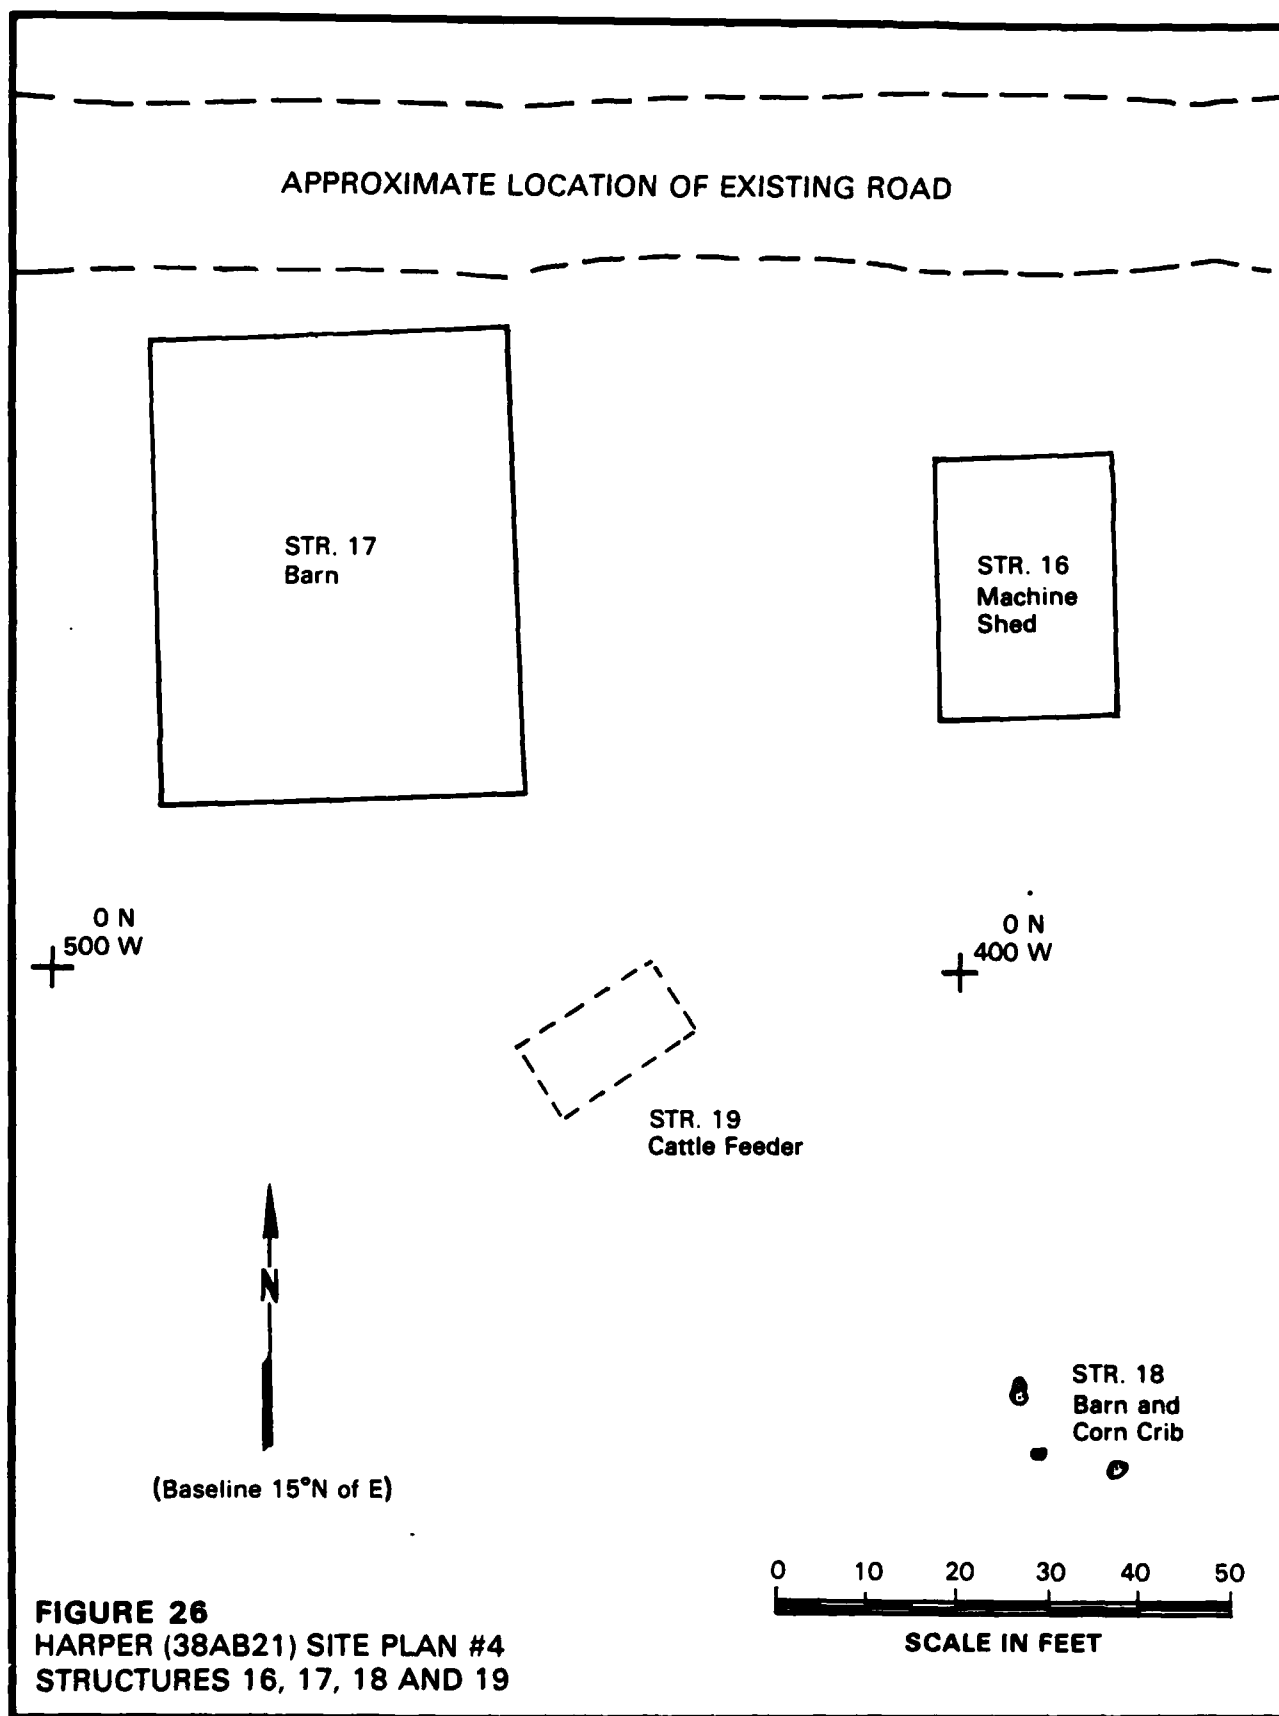 APPROXIMATE LOCATION OF EXISTING ROAD
STR. 17
Barn
STR. 16
Machine
Shed
0 N
500 W
0 N
400 W
STR. 19
Cattle Feeder
N
(Baseline 15°N of E)
STR. 18
Barn and
Corn Crib
0 10 20 30 40 50
SCALE IN FEET
FIGURE 26
HARPER (38AB21) SITE PLAN #4
STRUCTURES 16, 17, 18 AND 19